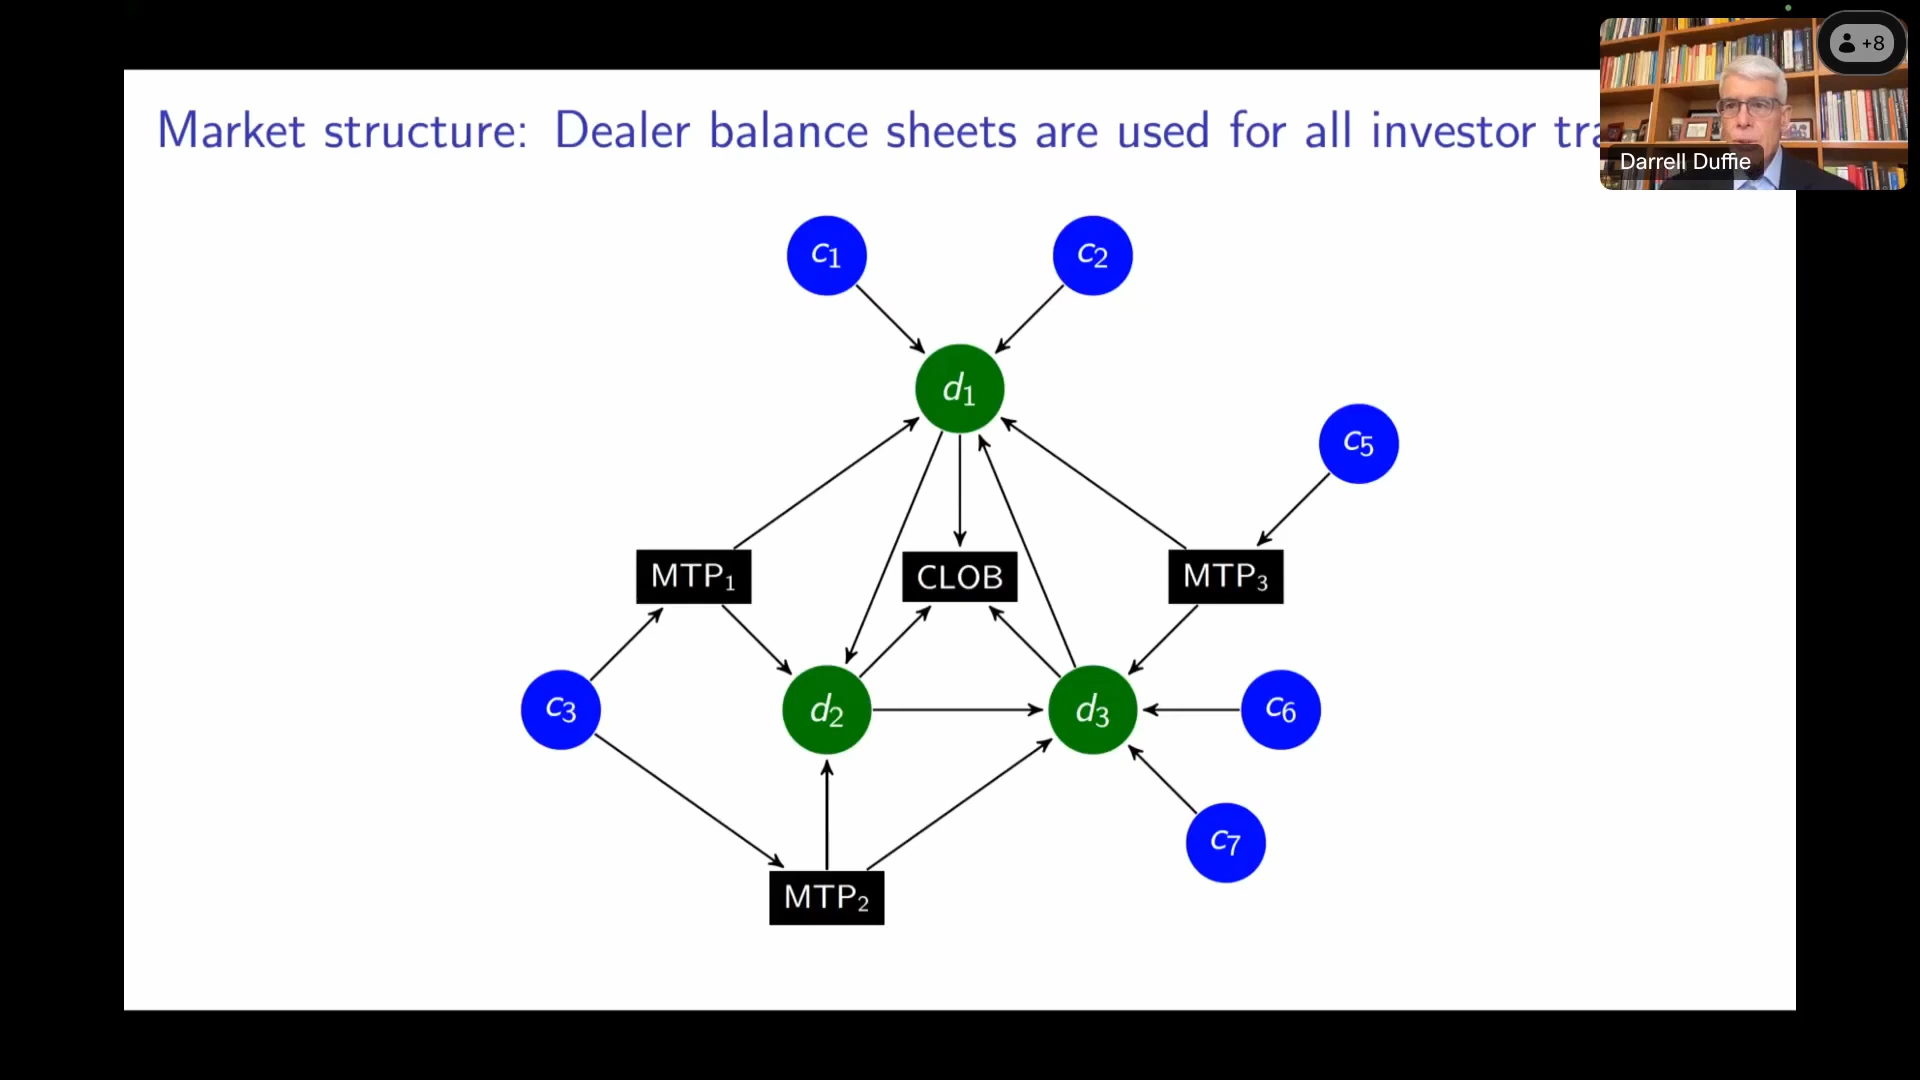 +8
Market structure: Dealer balance sheets are used for all investor
Darrell Duffie
c1
c2
d1
c5
MTP1
CLOB
MTP3
c3
d2
d3
c6
c7
MTP2